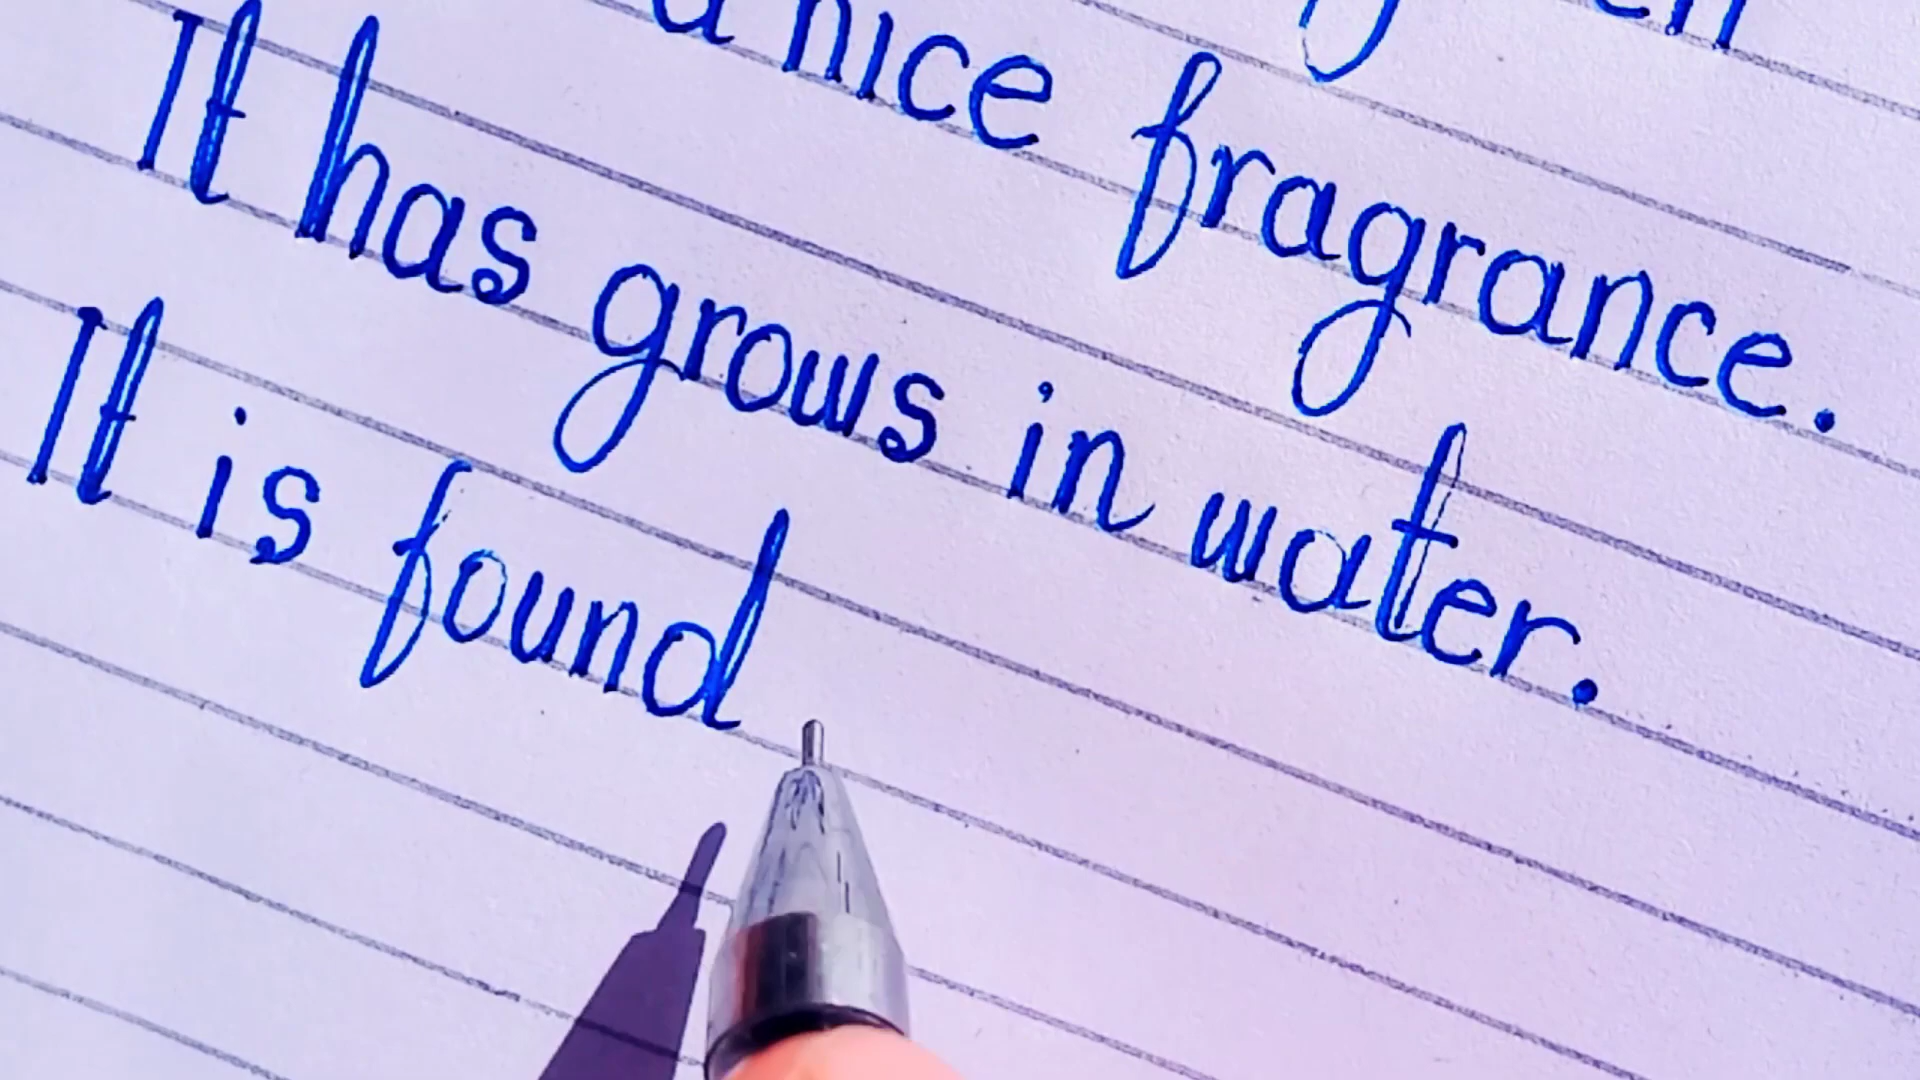 a nice fragrance.
It has grows in water.
It is found